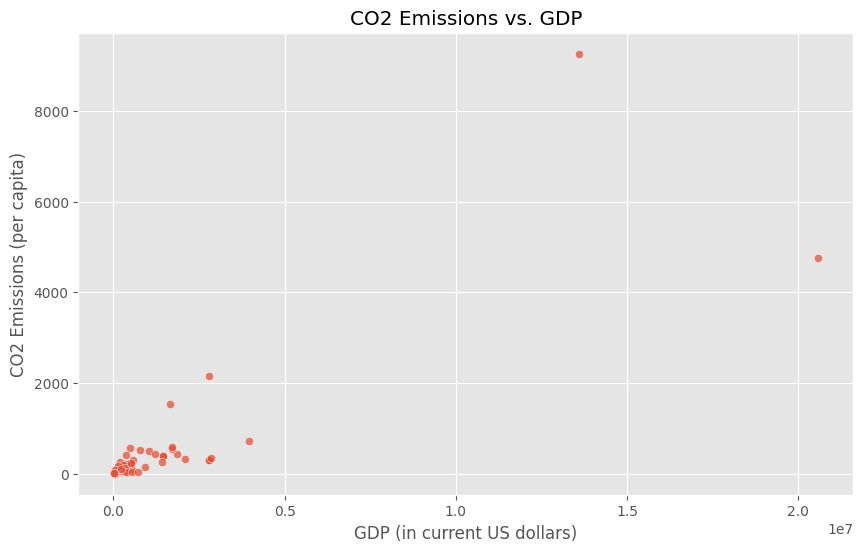 CO2 Emissions vs. GDP
CO2 Emissions (per capita)
8000
6000
4000
2000
0
0.0 0.5 1.0 1.5 2.0
1e7
GDP (in current US dollars)